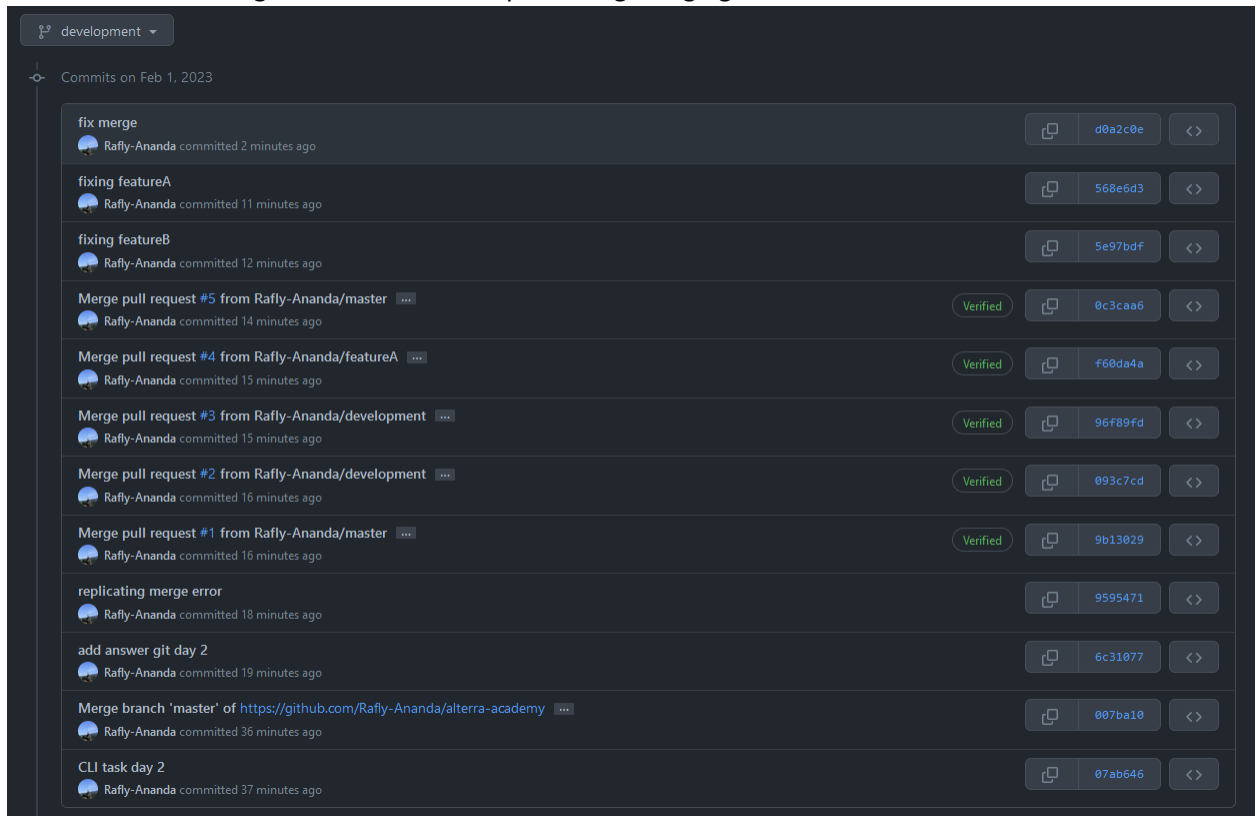 development
Commits on Feb 1, 2023
fix merge
d0a2c0e
Rafly-Ananda committed 2 minutes ago
fixing featureA
568e6d3
Rafly-Ananda committed 11 minutes ago
fixing featureB
5e97bdf
Rafly-Ananda committed 12 minutes ago
Merge pull request #5 from Rafly-Ananda/master ...
Verified 0c3caa6
Rafly-Ananda committed 14 minutes ago
Merge pull request #4 from Rafly-Ananda/featureA ...
Verified f60da4a
Rafly-Ananda committed 15 minutes ago
Merge pull request #3 from Rafly-Ananda/development ...
Verified 96f89fd
Rafly-Ananda committed 15 minutes ago
Merge pull request #2 from Rafly-Ananda/development ...
Verified 093c7cd
Rafly-Ananda committed 16 minutes ago
Merge pull request #1 from Rafly-Ananda/master ...
Verified 9b13029
Rafly-Ananda committed 16 minutes ago
replicating merge error
9595471
Rafly-Ananda committed 18 minutes ago
add answer git day 2
6c31077
Rafly-Ananda committed 19 minutes ago
Merge branch 'master' of https://github.com/Rafly-Ananda/alterra-academy ...
007ba10
Rafly-Ananda committed 36 minutes ago
CLI task day 2
07ab646
Rafly-Ananda committed 37 minutes ago